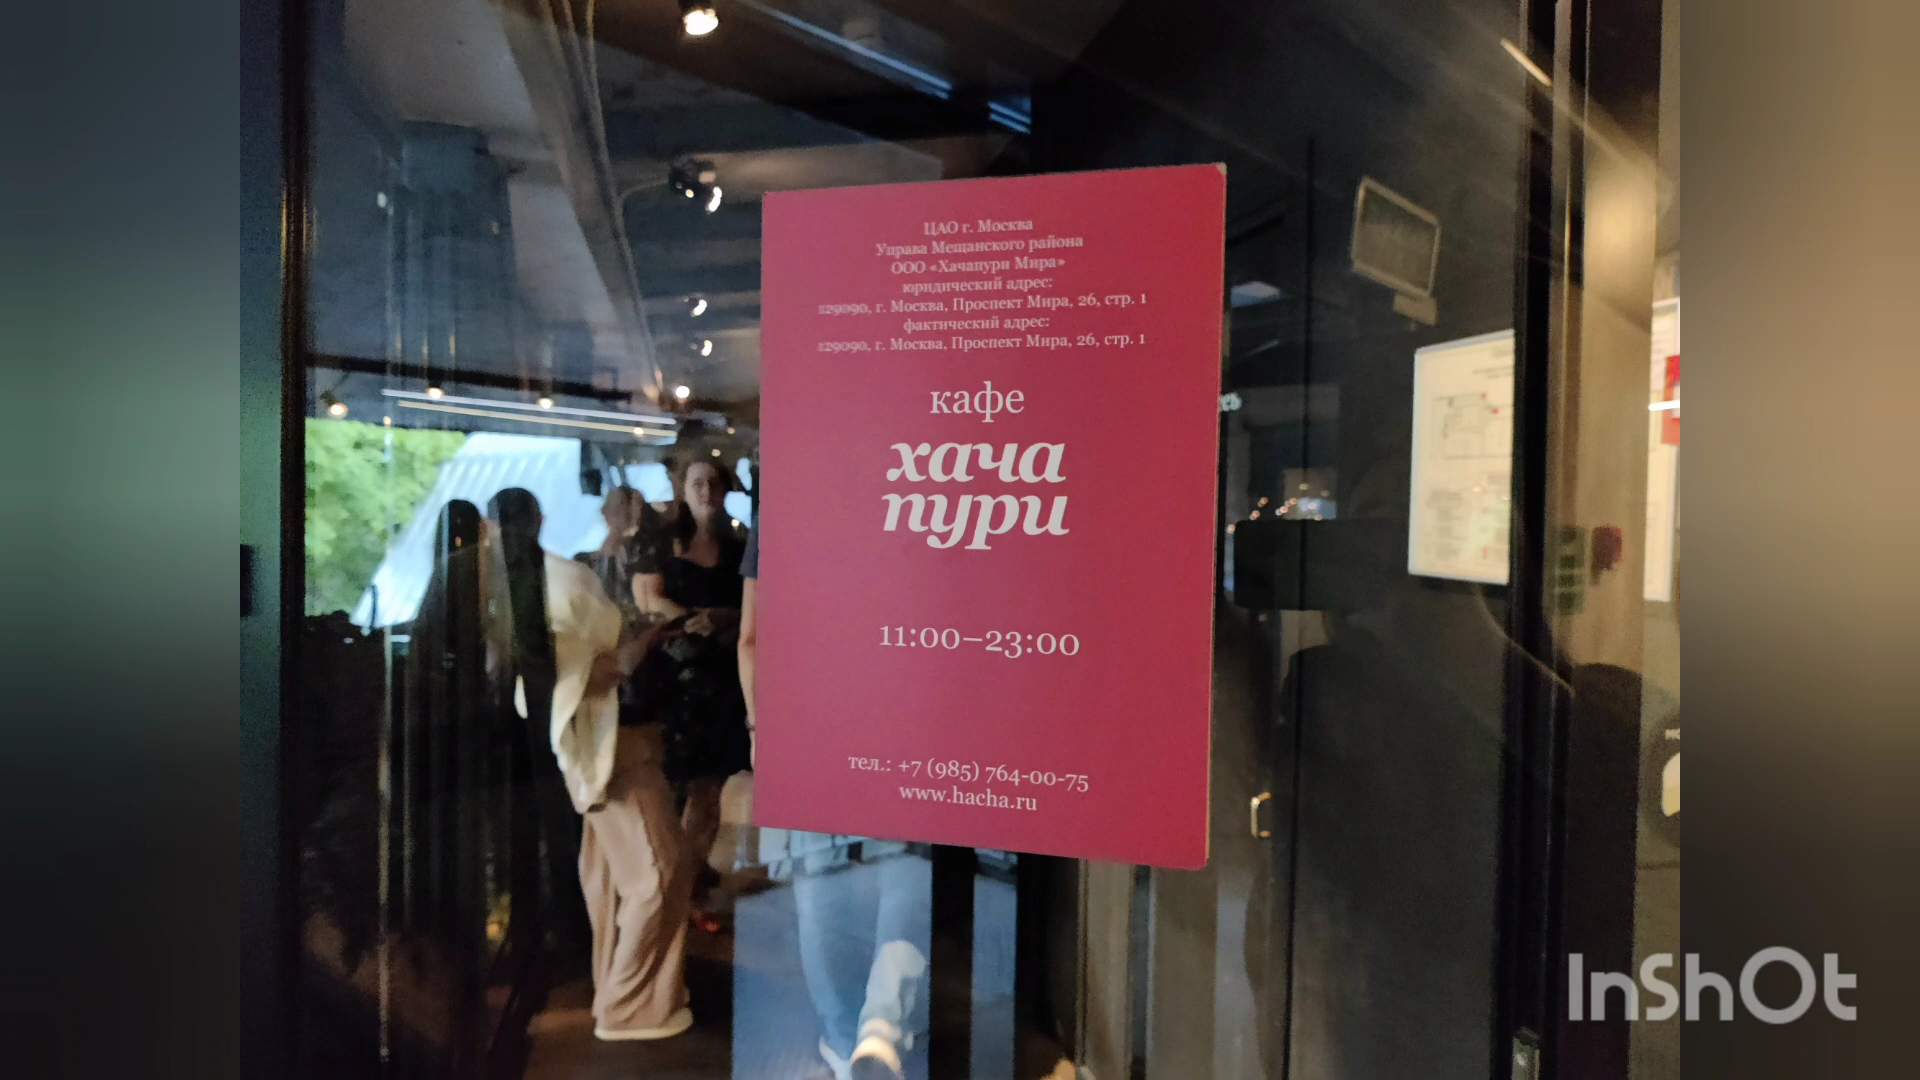 ЦАО г. Москва
Управа Мещанского района
ООО «Хачапури Мира»
юридический адрес:
129090, г. Москва, Проспект Мира, 26, стр. 1
фактический адрес:
129090, г. Москва, Проспект Мира, 26, стр. 1
кафе
хача
пури
11:00–23:00
тел.: +7 (985) 764-00-75
www.hacha.ru
InShOt